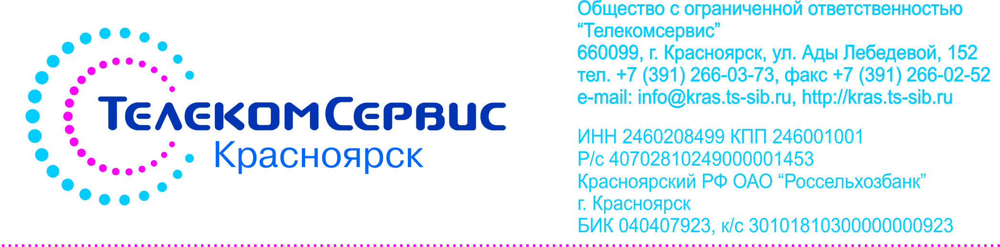 ТЕЛЕКОМСЕРВИС
Красноярск
Общество с ограниченной ответственностью
“Телекомсервис”
660099, г. Красноярск, ул. Ады Лебедевой, 152
тел. +7 (391) 266-03-73, факс +7 (391) 266-02-52
e-mail: info@kras.ts-sib.ru, http://kras.ts-sib.ru
ИНН 2460208499 КПП 246001001
Р/с 40702810249000001453
Красноярский РФ ОАО “Россельхозбанк”
г. Красноярск
БИК 040407923, к/с 30101810300000000923